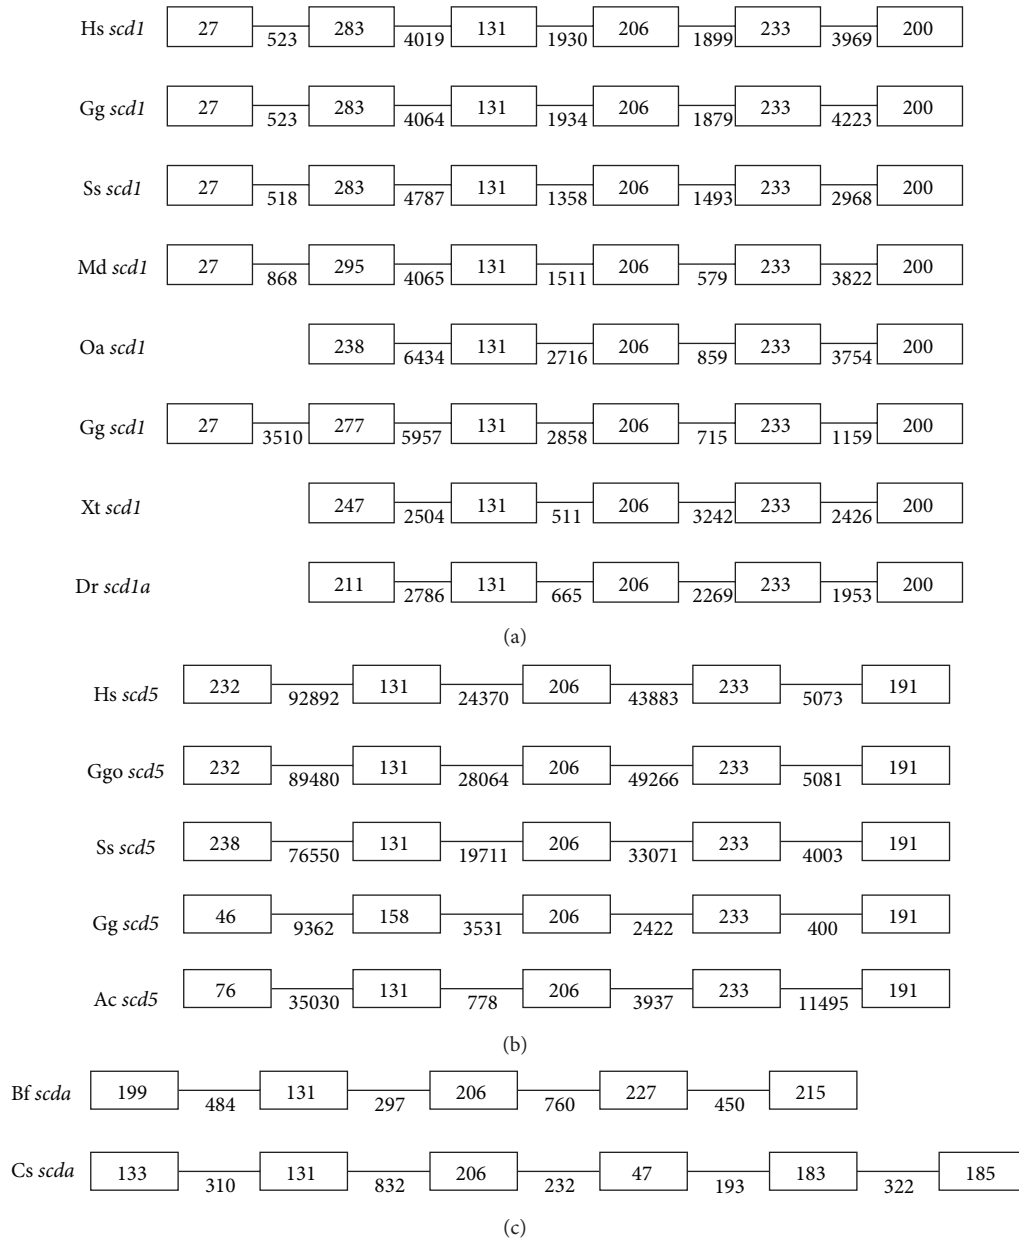 Hs scd1 27 283 131 206 233 200
523 4019 1930 1899 3969
Gg scd1 27 283 131 206 233 200
523 4064 1934 1879 4223
Ss scd1 27 283 131 206 233 200
518 4787 1358 1493 2968
Md scd1 27 295 131 206 233 200
868 4065 1511 579 3822
Oa scd1 238 131 206 233 200
6434 2716 859 3754
Gg scd1 27 277 131 206 233 200
3510 5957 2858 715 1159
Xt scd1 247 131 206 233 200
2504 511 3242 2426
Dr scd1a 211 131 206 233 200
2786 665 2269 1953
(a)
Hs scd5 232 131 206 233 191
92892 24370 43883 5073
Ggo scd5 232 131 206 233 191
89480 28064 49266 5081
Ss scd5 238 131 206 233 191
76550 19711 33071 4003
Gg scd5 46 158 206 233 191
9362 3531 2422 400
Ac scd5 76 131 206 233 191
35030 778 3937 11495
(b)
Bf scda 199 131 206 227 215
484 297 760 450
Cs scda 133 131 206 47 183 185
310 832 232 193 322
(c)